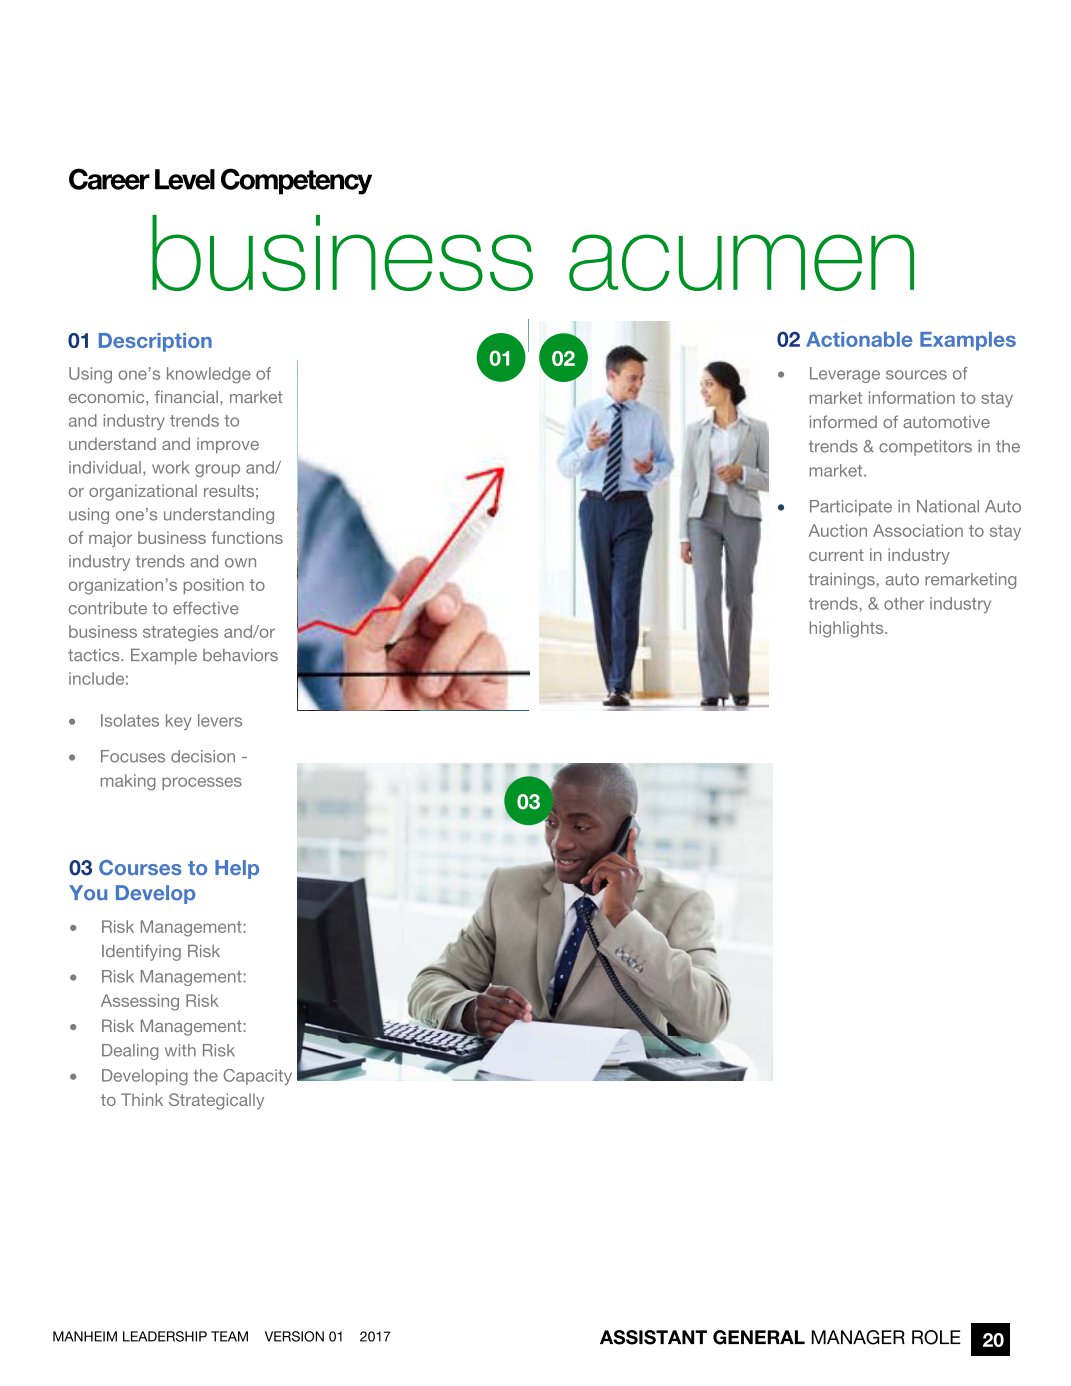 Career Level Competency
business acumen
01 Description
Using one’s knowledge of
economic, financial, market
and industry trends to
understand and improve
individual, work group and/
or organizational results;
using one’s understanding
of major business functions
industry trends and own
organization’s position to
contribute to effective
business strategies and/or
tactics. Example behaviors
include:
• Isolates key levers
• Focuses decision -
making processes
01
02
02 Actionable Examples
• Leverage sources of
market information to stay
informed of automotive
trends & competitors in the
market.
• Participate in National Auto
Auction Association to stay
current in industry
trainings, auto remarketing
trends, & other industry
highlights.
03
03 Courses to Help
You Develop
• Risk Management:
Identifying Risk
• Risk Management:
Assessing Risk
• Risk Management:
Dealing with Risk
• Developing the Capacity
to Think Strategically
MANHEIM LEADERSHIP TEAM VERSION 01 2017
ASSISTANT GENERAL MANAGER ROLE 20